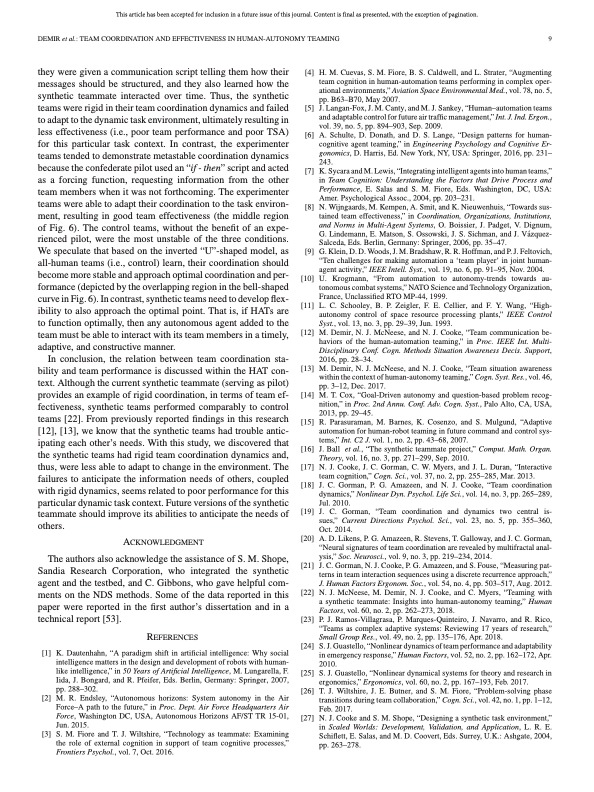 This article has been accepted for inclusion in a future issue of this journal. Content is final as presented, with the exception of pagination.
DEMIR et al.: TEAM COORDINATION AND EFFECTIVENESS IN HUMAN-AUTONOMY TEAMING
9
they were given a communication script telling them how their
messages should be structured, and they also learned how the
synthetic teammate interacted over time. Thus, the synthetic
teams were rigid in their team coordination dynamics and failed
to adapt to the dynamic task environment, ultimately resulting in
less effectiveness (i.e., poor team performance and poor TSA)
for this particular task context. In contrast, the experimenter
teams tended to demonstrate metastable coordination dynamics
because the confederate pilot used an "if - then" script and acted
as a forcing function, requesting information from the other
team members when it was not forthcoming. The experimenter
teams were able to adapt their coordination to the task environ-
ment, resulting in good team effectiveness (the middle region
of Fig. 6). The control teams, without the benefit of an expe-
rienced pilot, were the most unstable of the three conditions.
We speculate that based on the inverted "U"-shaped model, as
all-human teams (i.e., control) learn, their coordination should
become more stable and approach optimal coordination and per-
formance (depicted by the overlapping region in the bell-shaped
curve in Fig. 6). In contrast, synthetic teams need to develop flex-
ibility to also approach the optimal point. That is, if HATs are
to function optimally, then any autonomous agent added to the
team must be able to interact with its team members in a timely,
adaptive, and constructive manner.
In conclusion, the relation between team coordination sta-
bility and team performance is discussed within the HAT con-
text. Although the current synthetic teammate (serving as pilot)
provides an example of rigid coordination, in terms of team ef-
fectiveness, synthetic teams performed comparably to control
teams [22]. From previously reported findings in this research
[12], [13], we know that the synthetic teams had trouble antic-
ipating each other's needs. With this study, we discovered that
the synthetic teams had rigid team coordination dynamics and,
thus, were less able to adapt to change in the environment. The
failures to anticipate the information needs of others, coupled
with rigid dynamics, seems related to poor performance for this
particular dynamic task context. Future versions of the synthetic
teammate should improve its abilities to anticipate the needs of
others.
ACKNOWLEDGMENT
The authors also acknowledge the assistance of S. M. Shope,
Sandia Research Corporation, who integrated the synthetic
agent and the testbed, and C. Gibbons, who gave helpful com-
ments on the NDS methods. Some of the data reported in this
paper were reported in the first author's dissertation and in a
technical report [53].
REFERENCES
[1] K. Dautenhahn, "A paradigm shift in artificial intelligence: Why social
intelligence matters in the design and development of robots with human-
like intelligence," in 50 Years of Artificial Intelligence, M. Lungarella, F.
Iida, J. Bongard, and R. Pfeifer, Eds. Berlin, Germany: Springer, 2007,
pp. 288–302.
[2] M. R. Endsley, "Autonomous horizons: System autonomy in the Air
Force–A path to the future," in Proc. Dept. Air Force Headquarters Air
Force, Washington DC, USA, Autonomous Horizons AF/ST TR 15-01,
Jun. 2015.
[3] S. M. Fiore and T. J. Wiltshire, "Technology as teammate: Examining
the role of external cognition in support of team cognitive processes,"
Frontiers Psychol., vol. 7, Oct. 2016.
[4] H. M. Cuevas, S. M. Fiore, B. S. Caldwell, and L. Strater, "Augmenting
team cognition in human-automation teams performing in complex oper-
ational environments," Aviation Space Environmental Med., vol. 78, no. 5,
pp. B63–B70, May 2007.
[5] J. Langan-Fox, J. M. Canty, and M. J. Sankey, "Human–automation teams
and adaptable control for future air traffic management," Int. J. Ind. Ergon.,
vol. 39, no. 5, pp. 894–903, Sep. 2009.
[6] A. Schulte, D. Donath, and D. S. Lange, "Design patterns for human-
cognitive agent teaming," in Engineering Psychology and Cognitive Er-
gonomics, D. Harris, Ed. New York, NY, USA: Springer, 2016, pp. 231–
243.
[7] K. Sycara and M. Lewis, "Integrating intelligent agents into human teams,"
in Team Cognition: Understanding the Factors that Drive Process and
Performance, E. Salas and S. M. Fiore, Eds. Washington, DC, USA:
Amer. Psychological Assoc., 2004, pp. 203–231.
[8] N. Wijngaards, M. Kempen, A. Smit, and K. Nieuwenhuis, "Towards sus-
tained team effectiveness," in Coordination, Organizations, Institutions,
and Norms in Multi-Agent Systems, O. Boissier, J. Padget, V. Dignum,
G. Lindemann, E. Matson, S. Ossowski, J. S. Sichman, and J. Vázquez-
Salceda, Eds. Berlin, Germany: Springer, 2006, pp. 35–47.
[9] G. Klein, D. D. Woods, J. M. Bradshaw, R. R. Hoffman, and P. J. Feltovich,
"Ten challenges for making automation a 'team player' in joint human-
agent activity," IEEE Intell. Syst., vol. 19, no. 6, pp. 91–95, Nov. 2004.
[10] U. Krogmann, "From automation to autonomy-trends towards au-
tonomous combat systems," NATO Science and Technology Organization,
France, Unclassified RTO MP-44, 1999.
[11] L. C. Schooley, B. P. Zeigler, F. E. Cellier, and F. Y. Wang, "High-
autonomy control of space resource processing plants," IEEE Control
Syst., vol. 13, no. 3, pp. 29–39, Jun. 1993.
[12] M. Demir, N. J. McNeese, and N. J. Cooke, "Team communication be-
haviors of the human-automation teaming," in Proc. IEEE Int. Multi-
Disciplinary Conf. Cogn. Methods Situation Awareness Decis. Support,
2016, pp. 28–34.
[13] M. Demir, N. J. McNeese, and N. J. Cooke, "Team situation awareness
within the context of human-autonomy teaming," Cogn. Syst. Res., vol. 46,
pp. 3–12, Dec. 2017.
[14] M. T. Cox, "Goal-Driven autonomy and question-based problem recog-
nition," in Proc. 2nd Annu. Conf. Adv. Cogn. Syst., Palo Alto, CA, USA,
2013, pp. 29–45.
[15] R. Parasuraman, M. Barnes, K. Cosenzo, and S. Mulgund, "Adaptive
automation for human-robot teaming in future command and control sys-
tems," Int. C2 J. vol. 1, no. 2, pp. 43–68, 2007.
[16] J. Ball et al., "The synthetic teammate project," Comput. Math. Organ.
Theory, vol. 16, no. 3, pp. 271–299, Sep. 2010.
[17] N. J. Cooke, J. C. Gorman, C. W. Myers, and J. L. Duran, "Interactive
team cognition," Cogn. Sci., vol. 37, no. 2, pp. 255–285, Mar. 2013.
[18] J. C. Gorman, P. G. Amazeen, and N. J. Cooke, "Team coordination
dynamics," Nonlinear Dyn. Psychol. Life Sci., vol. 14, no. 3, pp. 265–289,
Jul. 2010.
[19] J. C. Gorman, "Team coordination and dynamics two central is-
sues," Current Directions Psychol. Sci., vol. 23, no. 5, pp. 355–360,
Oct. 2014.
[20] A. D. Likens, P. G. Amazeen, R. Stevens, T. Galloway, and J. C. Gorman,
"Neural signatures of team coordination are revealed by multifractal anal-
ysis," Soc. Neurosci., vol. 9, no. 3, pp. 219–234, 2014.
[21] J. C. Gorman, N. J. Cooke, P. G. Amazeen, and S. Fouse, "Measuring pat-
terns in team interaction sequences using a discrete recurrence approach,"
J. Human Factors Ergonom. Soc., vol. 54, no. 4, pp. 503–517, Aug. 2012.
[22] N. J. McNeese, M. Demir, N. J. Cooke, and C. Myers, "Teaming with
a synthetic teammate: Insights into human-autonomy teaming," Human
Factors, vol. 60, no. 2, pp. 262–273, 2018.
[23] P. J. Ramos-Villagrasa, P. Marques-Quinteiro, J. Navarro, and R. Rico,
"Teams as complex adaptive systems: Reviewing 17 years of research,"
Small Group Res., vol. 49, no. 2, pp. 135–176, Apr. 2018.
[24] S. J. Guastello, "Nonlinear dynamics of team performance and adaptability
in emergency response," Human Factors, vol. 52, no. 2, pp. 162–172, Apr.
2010.
[25] S. J. Guastello, "Nonlinear dynamical systems for theory and research in
ergonomics," Ergonomics, vol. 60, no. 2, pp. 167–193, Feb. 2017.
[26] T. J. Wiltshire, J. E. Butner, and S. M. Fiore, "Problem-solving phase
transitions during team collaboration," Cogn. Sci., vol. 42, no. 1, pp. 1–12,
Feb. 2017.
[27] N. J. Cooke and S. M. Shope, "Designing a synthetic task environment,"
in Scaled Worlds: Development, Validation, and Application, L. R. E.
Schiflett, E. Salas, and M. D. Coovert, Eds. Surrey, U.K.: Ashgate, 2004,
pp. 263–278.